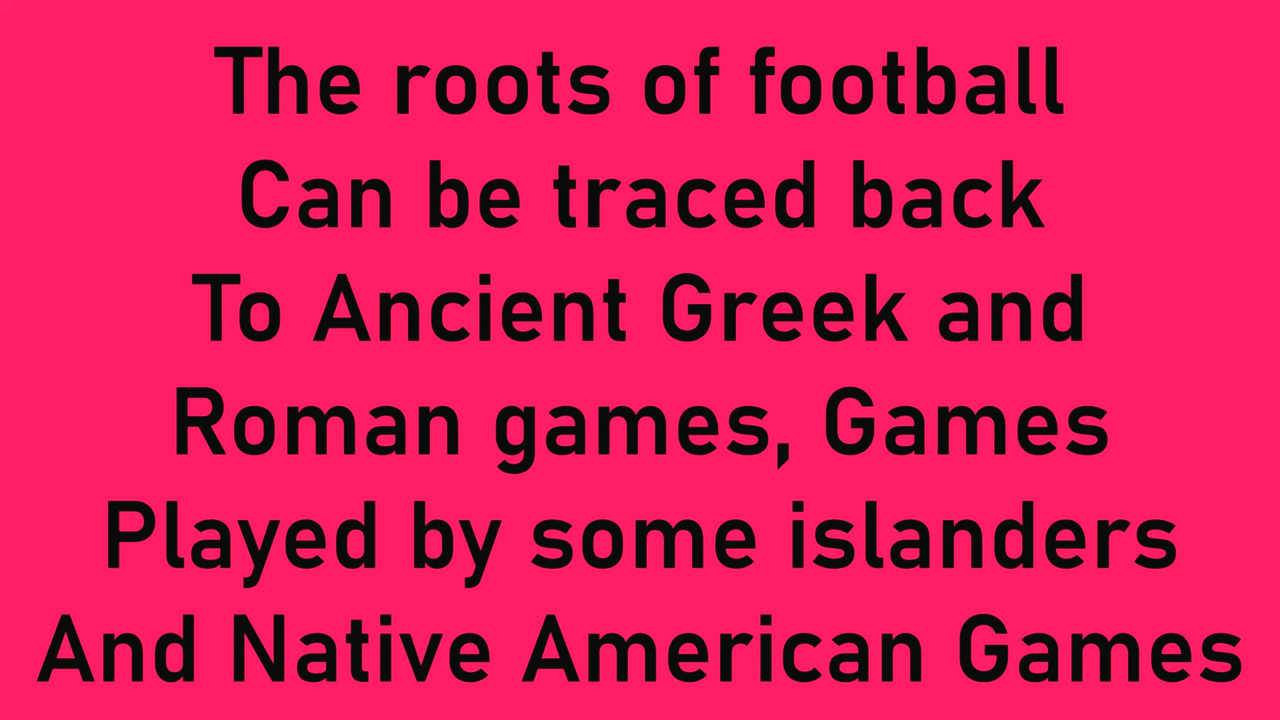 The roots of football
Can be traced back
To Ancient Greek and
Roman games, Games
Played by some islanders
And Native American Games